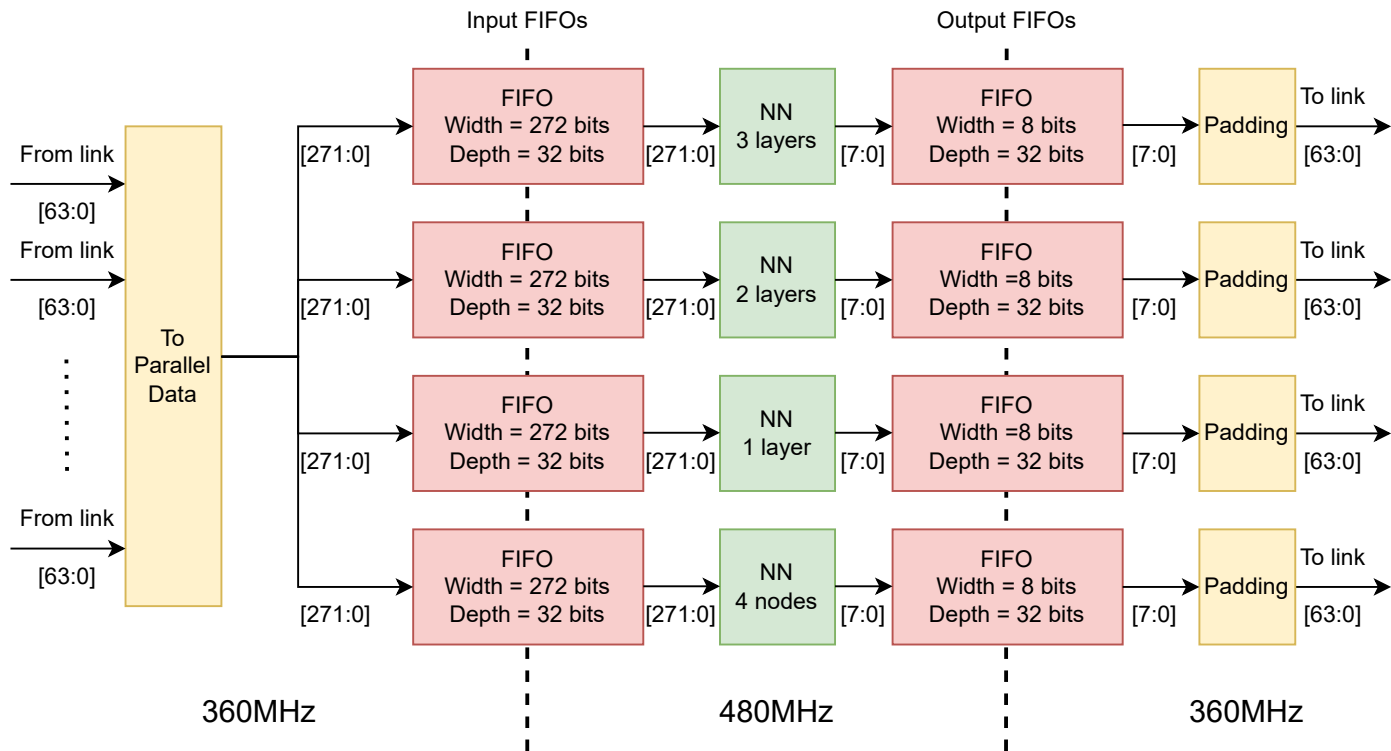 Input FIFOs
Output FIFOs
From link
[63:0]
From link
[63:0]
From link
[63:0]
To
Parallel
Data
[271:0]
FIFO
Width = 272 bits
Depth = 32 bits
[271:0]
NN
3 layers
[7:0]
FIFO
Width = 8 bits
Depth = 32 bits
[7:0]
Padding
To link
[63:0]
[271:0]
FIFO
Width = 272 bits
Depth = 32 bits
[271:0]
NN
2 layers
[7:0]
FIFO
Width =8 bits
Depth = 32 bits
[7:0]
Padding
To link
[63:0]
[271:0]
FIFO
Width = 272 bits
Depth = 32 bits
[271:0]
NN
1 layer
[7:0]
FIFO
Width =8 bits
Depth = 32 bits
[7:0]
Padding
To link
[63:0]
[271:0]
FIFO
Width = 272 bits
Depth = 32 bits
[271:0]
NN
4 nodes
[7:0]
FIFO
Width = 8 bits
Depth = 32 bits
[7:0]
Padding
To link
[63:0]
360MHz
480MHz
360MHz